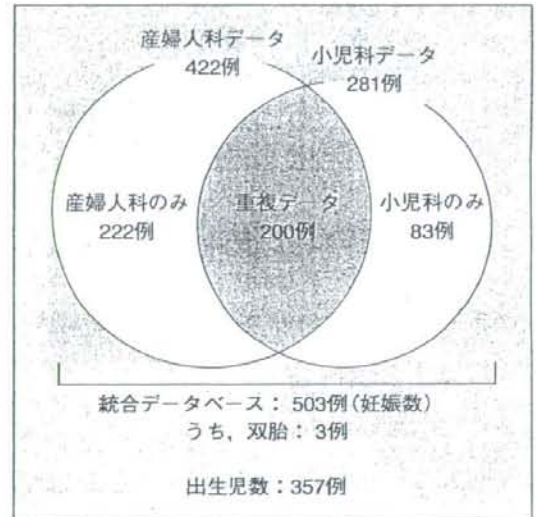 産婦人科データ
422例
小児科データ
281例
産婦人科のみ
222例
重複データ
200例
小児科のみ
83例
統合データベース：503例（妊娠数）
うち，双胎：3例
出生児数：357例